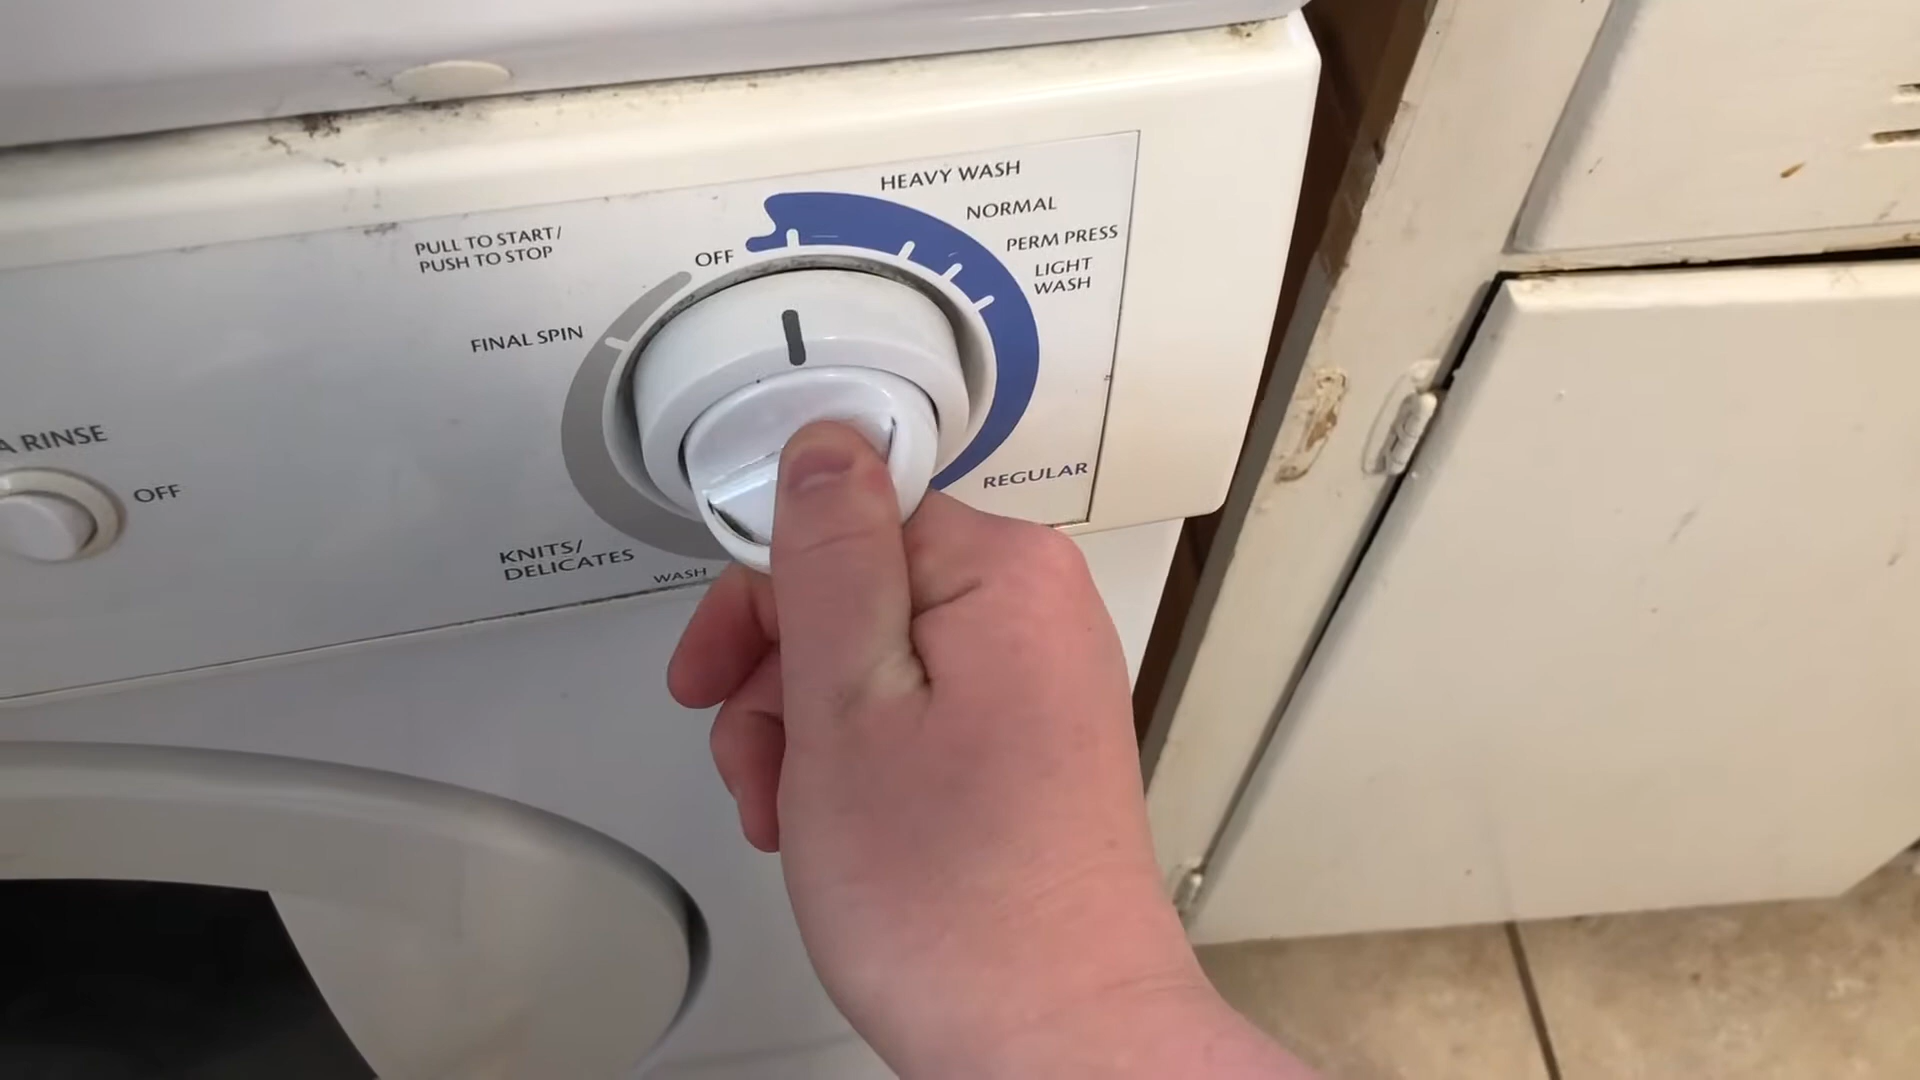 HEAVY WASH
NORMAL
PERM PRESS
LIGHT
WASH
PULL TO START/
PUSH TO STOP
OFF
FINAL SPIN
A RINSE
OFF
REGULAR
KNITS/
DELICATES
WASH